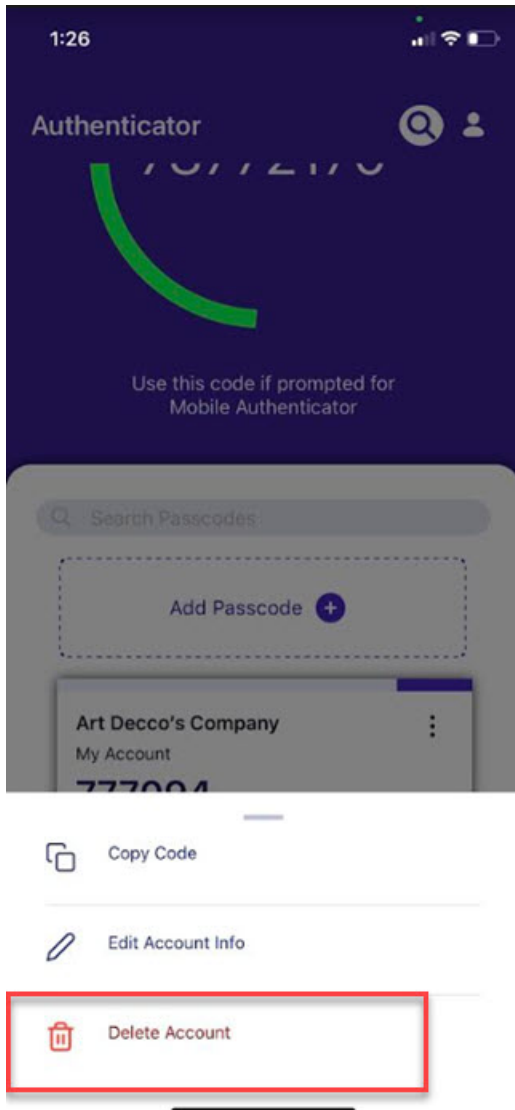 1:26
Authenticator
Use this code if prompted for
Mobile Authenticator
Search Passcodes
Add Passcode
Art Decco's Company
My Account
777094
Copy Code
Edit Account Info
Delete Account